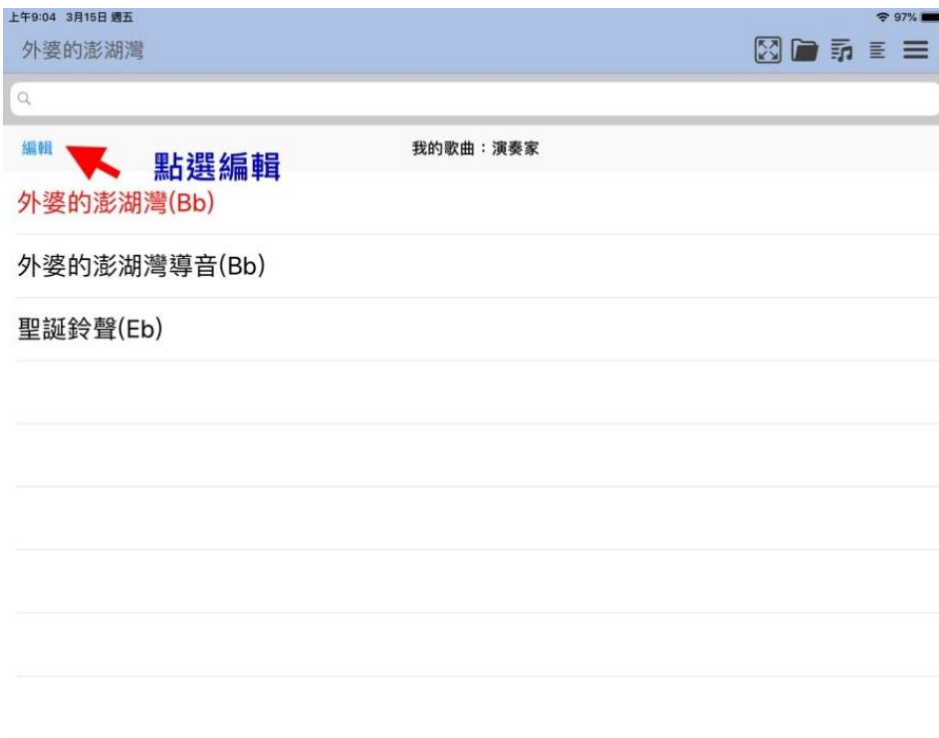 上午9:04 3月15日 週五 97%
外婆的澎湖灣
編輯 我的歌曲：演奏家
點選編輯
外婆的澎湖灣(Bb)
外婆的澎湖灣導音(Bb)
聖誕鈴聲(Eb)